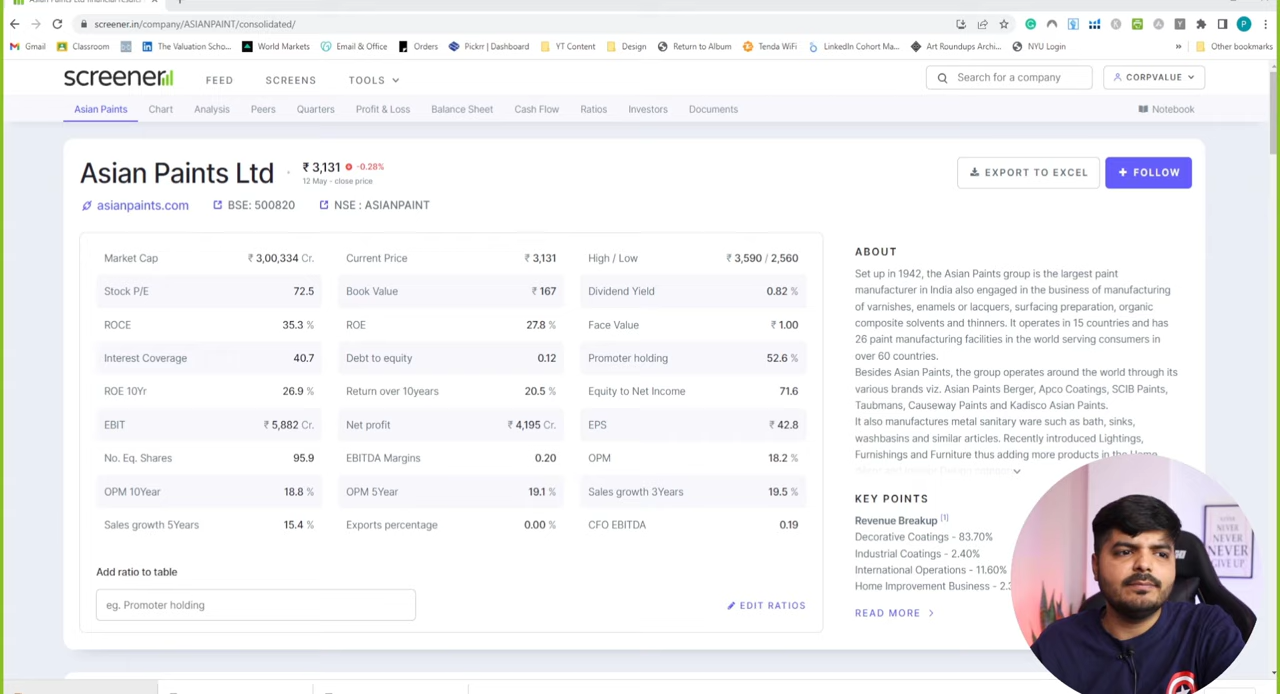 screener.in/company/ASIANPAINT/consolidated/
Gmail
Classroom
The Valuation Scho...
World Markets
Email & Office
Orders
Pickrr | Dashboard
YT Content
Design
Return to Album
Tenda WiFi
LinkedIn Cohort Ma...
Art Roundups Archi...
NYU Login
»
Other bookmarks
screener
FEED
SCREENS
TOOLS
Search for a company
CORPVALUE
Asian Paints
Chart
Analysis
Peers
Quarters
Profit & Loss
Balance Sheet
Cash Flow
Ratios
Investors
Documents
Notebook
Asian Paints Ltd
₹ 3,131 -0.28%
12 May - close price
EXPORT TO EXCEL
+ FOLLOW
asianpaints.com
BSE: 500820
NSE : ASIANPAINT
Market Cap ₹ 3,00,334 Cr.
Current Price ₹ 3,131
High / Low ₹ 3,590 / 2,560
Stock P/E 72.5
Book Value ₹ 167
Dividend Yield 0.82 %
ROCE 35.3 %
ROE 27.8 %
Face Value ₹ 1.00
Interest Coverage 40.7
Debt to equity 0.12
Promoter holding 52.6 %
ROE 10Yr 26.9 %
Return over 10years 20.5 %
Equity to Net Income 71.6
EBIT ₹ 5,882 Cr.
Net profit ₹ 4,195 Cr.
EPS ₹ 42.8
No. Eq. Shares 95.9
EBITDA Margins 0.20
OPM 18.2 %
OPM 10Year 18.8 %
OPM 5Year 19.1 %
Sales growth 3Years 19.5 %
Sales growth 5Years 15.4 %
Exports percentage 0.00 %
CFO EBITDA 0.19
Add ratio to table
eg. Promoter holding
EDIT RATIOS
ABOUT
Set up in 1942, the Asian Paints group is the largest paint
manufacturer in India also engaged in the business of manufacturing
of varnishes, enamels or lacquers, surfacing preparation, organic
composite solvents and thinners. It operates in 15 countries and has
26 paint manufacturing facilities in the world serving consumers in
over 60 countries.
Besides Asian Paints, the group operates around the world through its
various brands viz. Asian Paints Berger, Apco Coatings, SCIB Paints,
Taubmans, Causeway Paints and Kadisco Asian Paints.
It also manufactures metal sanitary ware such as bath, sinks,
washbasins and similar articles. Recently introduced Lightings,
Furnishings and Furniture thus adding more products in the Home
KEY POINTS
Revenue Breakup [1]
Decorative Coatings - 83.70%
Industrial Coatings - 2.40%
International Operations - 11.60%
Home Improvement Business - 2.3
READ MORE
NEVER
NEVER
NEVER
GIVE UP